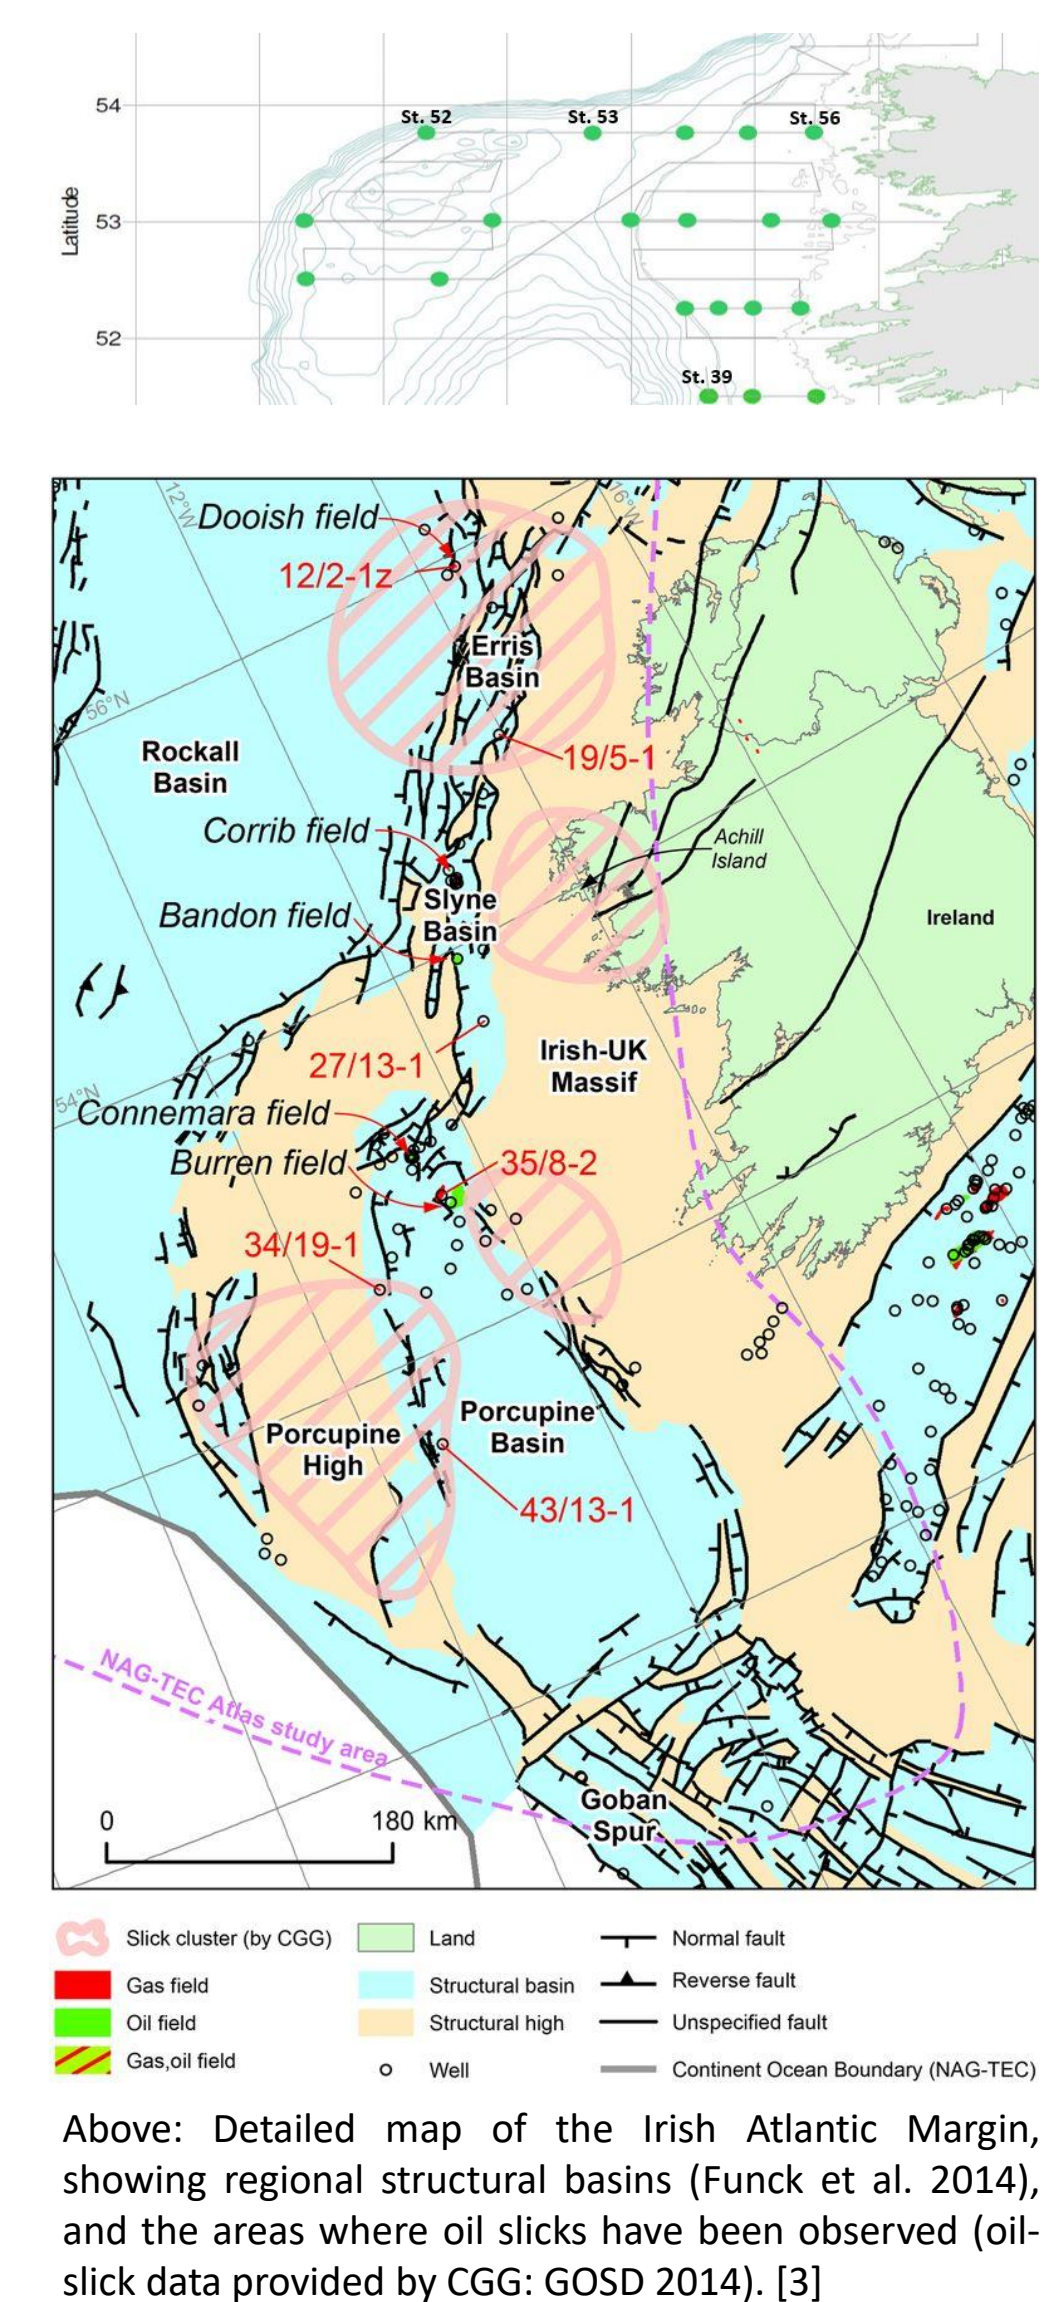 54
St. 52
St. 53
St. 56
Latitude
53
52
St. 39
12°W
16°W
Dooish field
12/2-1z
Erris
Basin
56°N
Rockall
Basin
19/5-1
Corrib field
Achill
Island
Slyne
Basin
Bandon field
Ireland
27/13-1
Irish-UK
Massif
54°N
Connemara field
Burren field
35/8-2
34/19-1
Porcupine
High
Porcupine
Basin
43/13-1
NAG-TEC Atlas study area
Goban
Spur
0
180 km
Slick cluster (by CGG)
Land
Normal fault
Gas field
Structural basin
Reverse fault
Oil field
Structural high
Unspecified fault
Gas,oil field
Well
Continent Ocean Boundary (NAG-TEC)
Above: Detailed map of the Irish Atlantic Margin,
showing regional structural basins (Funck et al. 2014),
and the areas where oil slicks have been observed (oil-
slick data provided by CGG: GOSD 2014). [3]